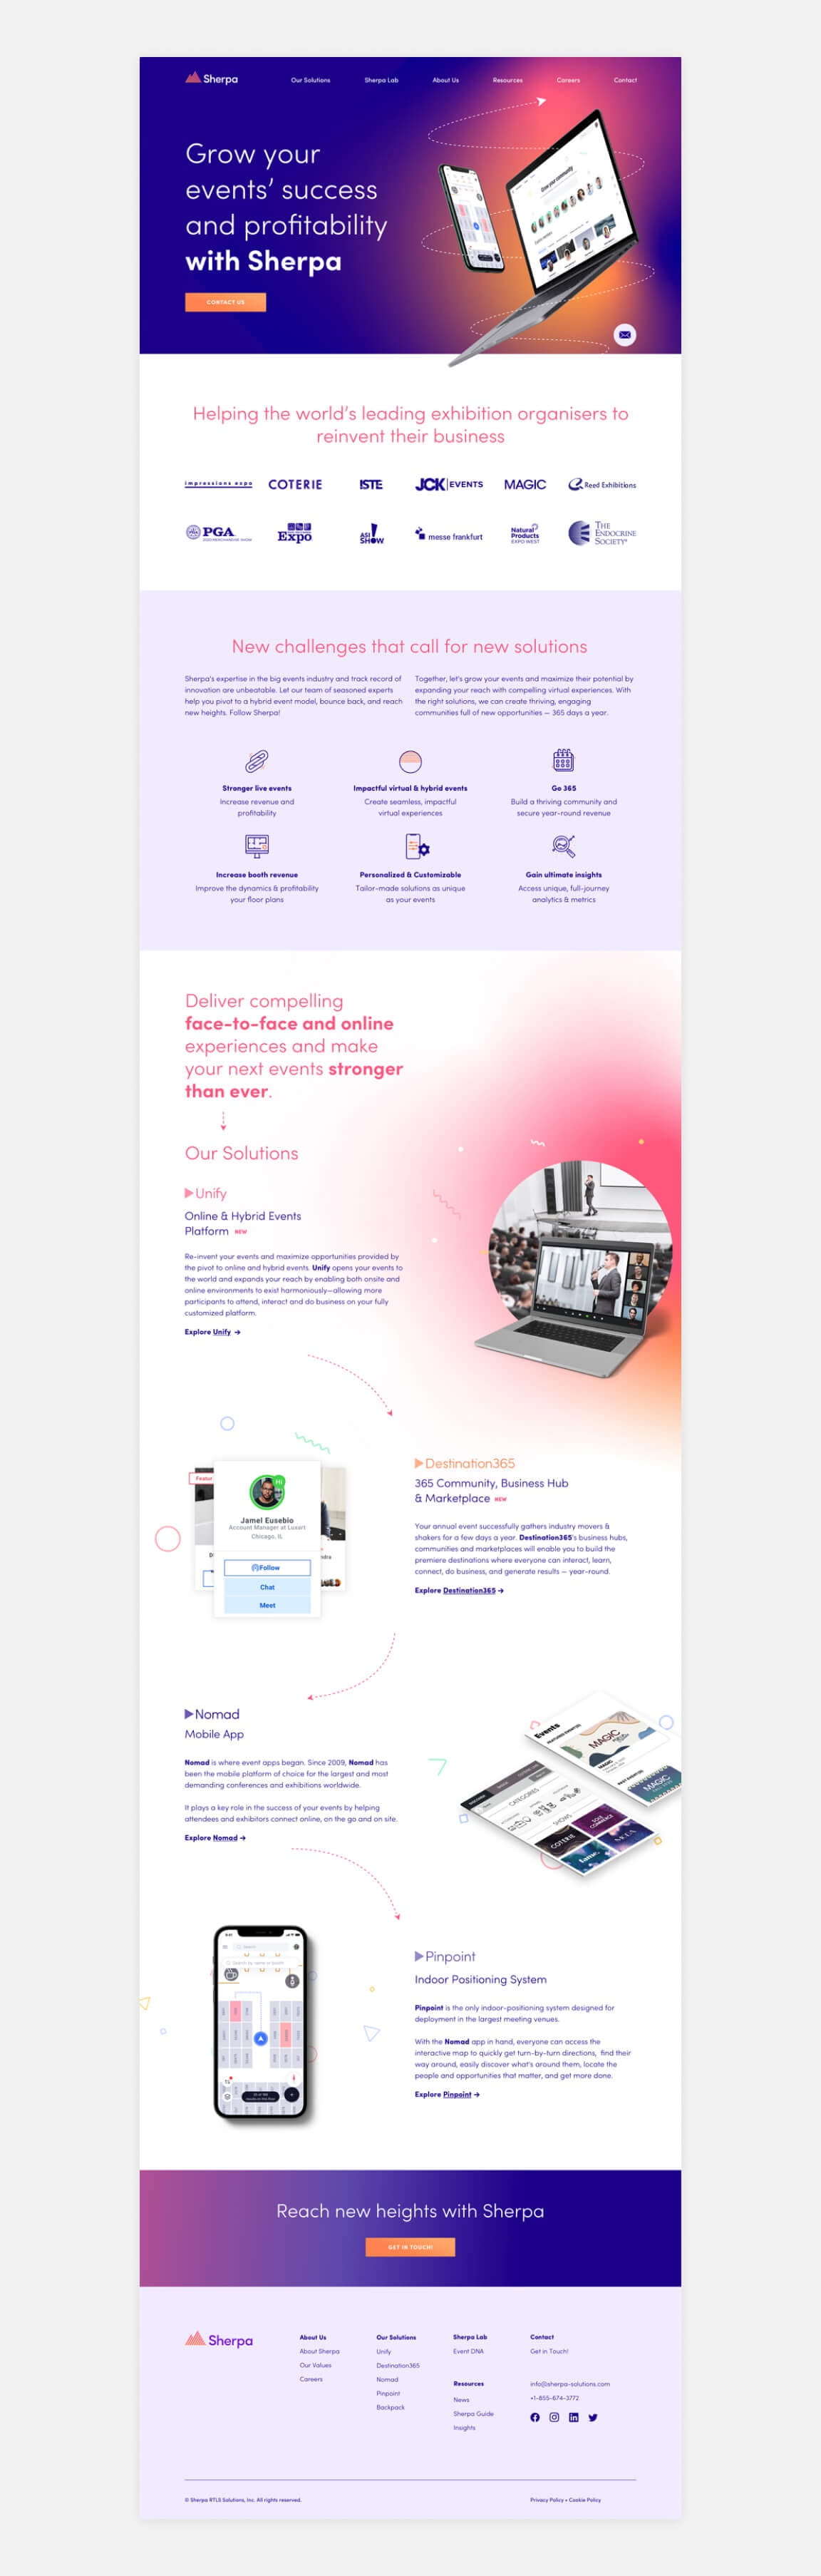 Sherpa
Our Solutions
Sherpa Lab
About Us
Resources
Careers
Contact
Grow your
events' success
and profitability
with Sherpa
CONTACT US
Helping the world's leading exhibition organisers to
reinvent their business
impressions expo
COTERIE
ISTE
JCK EVENTS
MAGIC
Reed Exhibitions
PGA
Expo
ASI SHOW
messe frankfurt
Natural Products
EXPO WEST
THE
ENDOCRINE
SOCIETY
New challenges that call for new solutions
Sherpa's expertise in the big events industry and track record of
innovation are unbeatable. Let our team of seasoned experts
help you pivot to a hybrid event model, bounce back, and reach
new heights. Follow Sherpa!
Together, let's grow your events and maximize their potential by
expanding your reach with compelling virtual experiences. With
the right solutions, we can create thriving, engaging
communities full of new opportunities — 365 days a year.
Stronger live events
Increase revenue and
profitability
Impactful virtual & hybrid events
Create seamless, impactful
virtual experiences
Go 365
Build a thriving community and
secure year-round revenue
Increase booth revenue
Improve the dynamics & profitability
your floor plans
Personalized & Customizable
Tailor-made solutions as unique
as your events
Gain ultimate insights
Access unique, full-journey
analytics & metrics
Deliver compelling
face-to-face and online
experiences and make
your next events stronger
than ever.
Our Solutions
Unify
Online & Hybrid Events
Platform NEW
Re-invent your events and maximize opportunities provided by
the pivot to online and hybrid events. Unify opens your events to
the world and expands your reach by enabling both onsite and
online environments to exist harmoniously—allowing more
participants to attend, interact and do business on your fully
customized platform.
Explore Unify →
Featur
Hi
Jamel Eusebio
Account Manager at Luxart
Chicago, IL
Follow
Chat
Meet
Destination365
365 Community, Business Hub
& Marketplace NEW
Your annual event successfully gathers industry movers &
shakers for a few days a year. Destination365's business hubs,
communities and marketplaces will enable you to build the
premiere destinations where everyone can interact, learn,
connect, do business, and generate results — year-round.
Explore Destination365 →
Nomad
Mobile App
Nomad is where event apps began. Since 2009, Nomad has
been the mobile platform of choice for the largest and most
demanding conferences and exhibitions worldwide.
It plays a key role in the success of your events by helping
attendees and exhibitors connect online, on the go and on site.
Explore Nomad →
Events
MAGIC
MAGIC
CATEGORIES
SHOWS
COTERIE
Pinpoint
Indoor Positioning System
Pinpoint is the only indoor-positioning system designed for
deployment in the largest meeting venues.
With the Nomad app in hand, everyone can access the
interactive map to quickly get turn-by-turn directions, find their
way around, easily discover what's around them, locate the
people and opportunities that matter, and get more done.
Explore Pinpoint →
Reach new heights with Sherpa
GET IN TOUCH!
Sherpa
About Us
About Sherpa
Our Values
Careers
Our Solutions
Unify
Destination365
Nomad
Pinpoint
Backpack
Sherpa Lab
Event DNA
Resources
News
Sherpa Guide
Insights
Contact
Get in Touch!
info@sherpa-solutions.com
+1-855-674-3772
© Sherpa RTLS Solutions, Inc. All rights reserved.
Privacy Policy • Cookie Policy